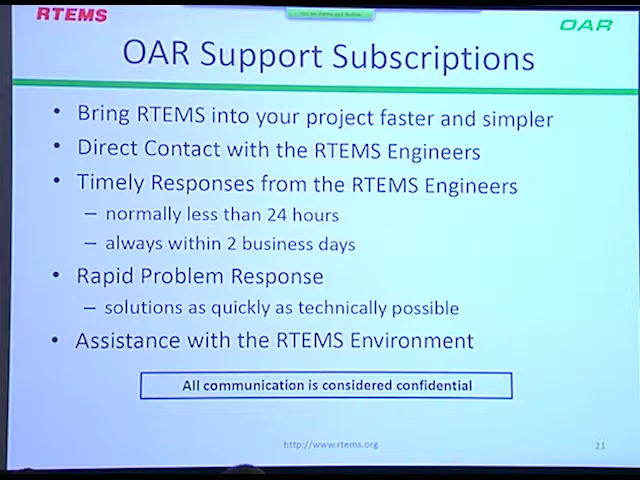 RTEMS
OAR
OAR Support Subscriptions
• Bring RTEMS into your project faster and simpler
• Direct Contact with the RTEMS Engineers
• Timely Responses from the RTEMS Engineers
– normally less than 24 hours
– always within 2 business days
• Rapid Problem Response
– solutions as quickly as technically possible
• Assistance with the RTEMS Environment
All communication is considered confidential
http://www.rtems.org
21